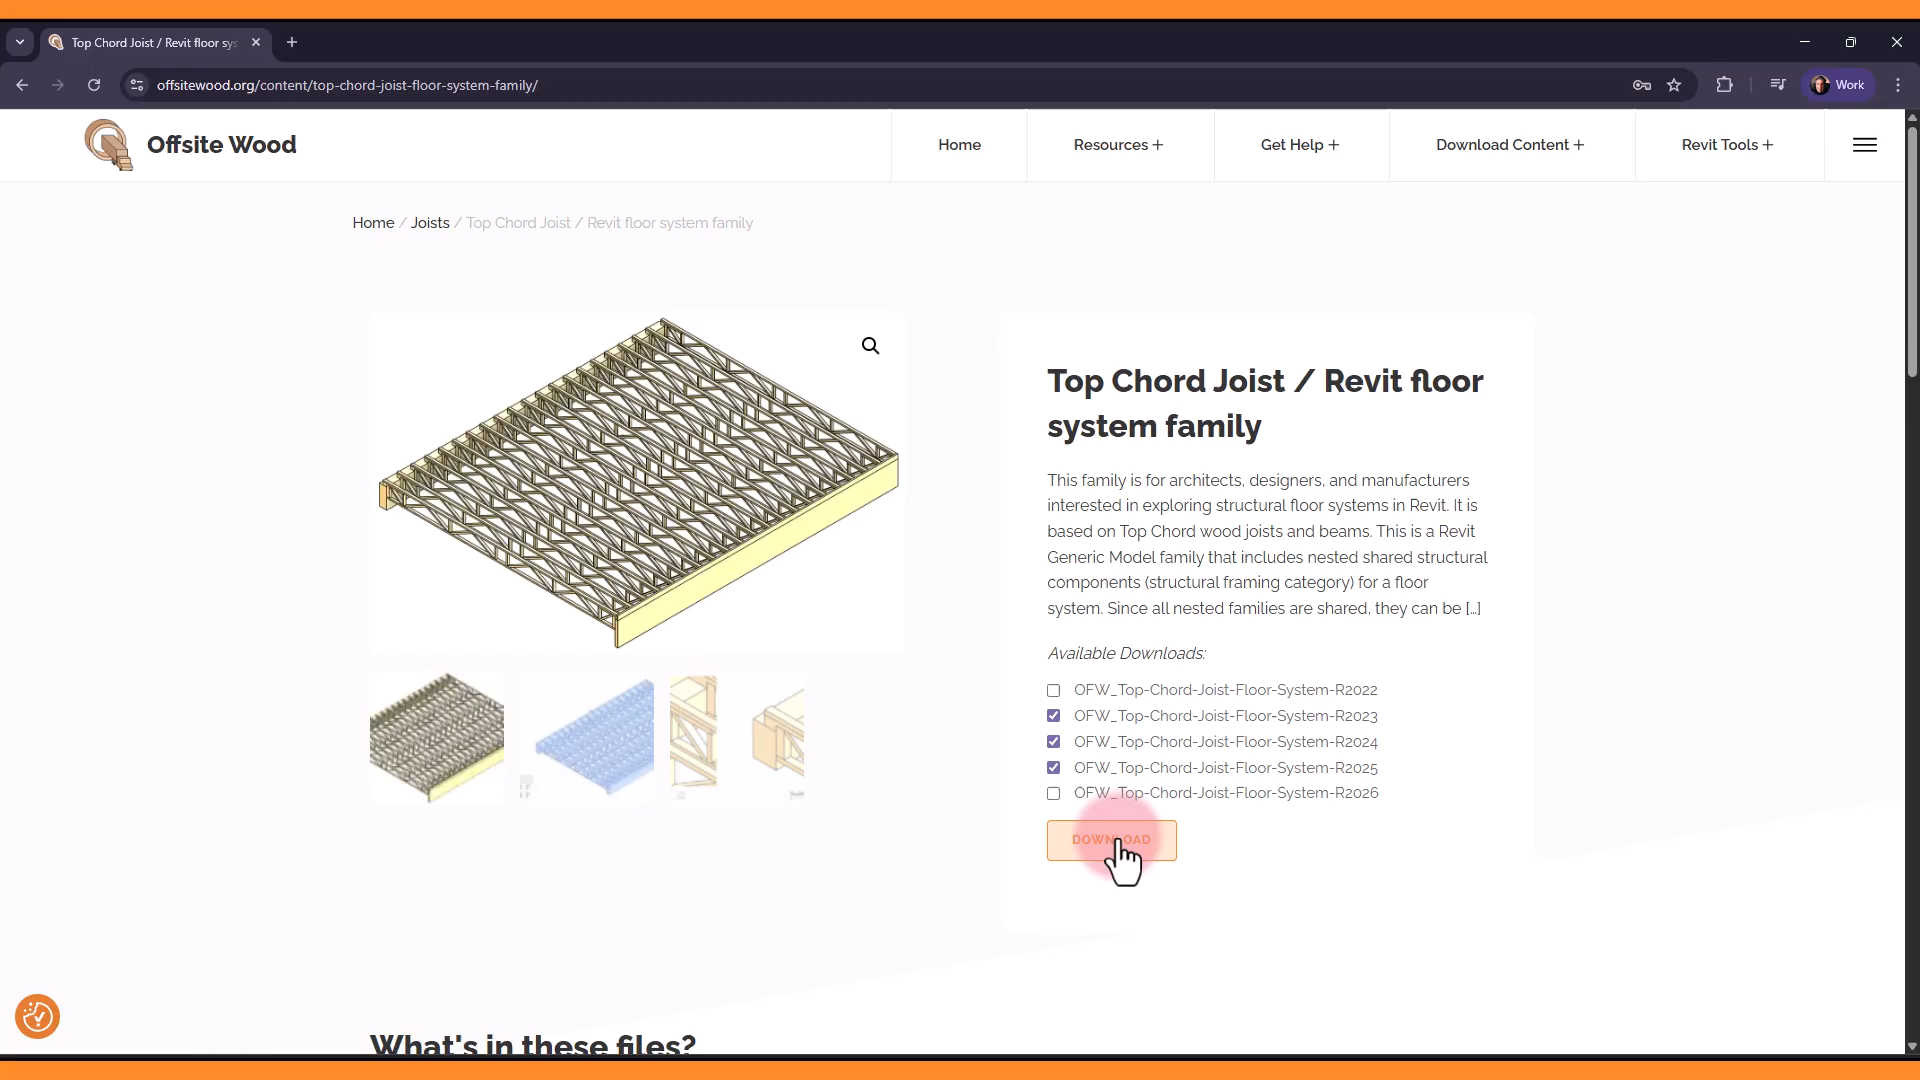 Top Chord Joist / Revit floor sys
offsitewood.org/content/top-chord-joist-floor-system-family/
Work
Offsite Wood
Home
Resources +
Get Help +
Download Content +
Revit Tools +
Home / Joists / Top Chord Joist / Revit floor system family
Top Chord Joist / Revit floor
system family
This family is for architects, designers, and manufacturers
interested in exploring structural floor systems in Revit. It is
based on Top Chord wood joists and beams. This is a Revit
Generic Model family that includes nested shared structural
components (structural framing category) for a floor
system. Since all nested families are shared, they can be [...]
Available Downloads:
OFW_Top-Chord-Joist-Floor-System-R2022
OFW_Top-Chord-Joist-Floor-System-R2023
OFW_Top-Chord-Joist-Floor-System-R2024
OFW_Top-Chord-Joist-Floor-System-R2025
OFW_Top-Chord-Joist-Floor-System-R2026
DOWNLOAD
What's in these files?